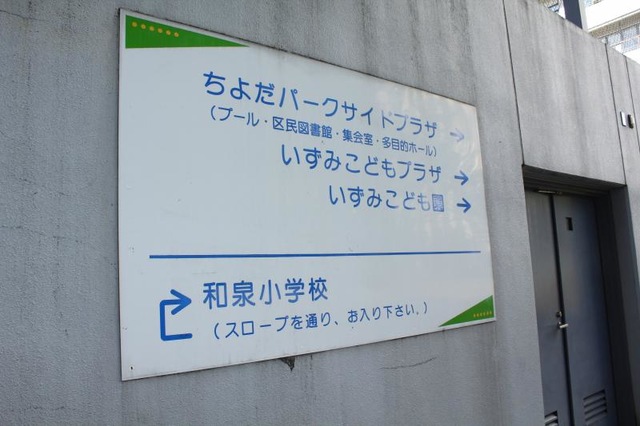 ちよだパークサイドプラザ →
(プール・区民図書館・集会室・多目的ホール)
いずみこどもプラザ →
いずみこども園 →
和泉小学校
(スロープを通り、お入り下さい。)